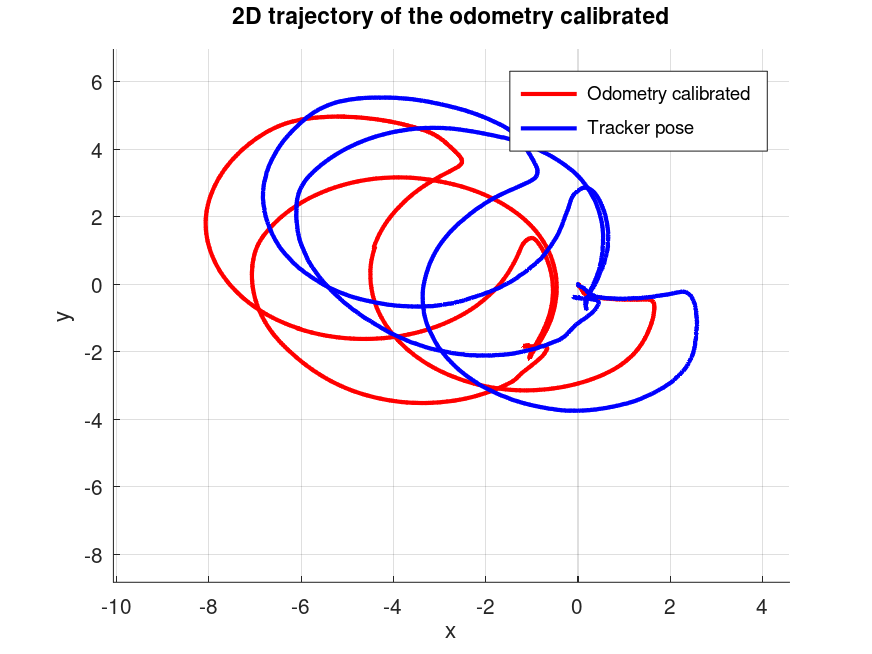 2D trajectory of the odometry calibrated
Odometry calibrated
Tracker pose
6
4
2
0
-2
-4
-6
-8
y
-10 -8 -6 -4 -2 0 2 4
x